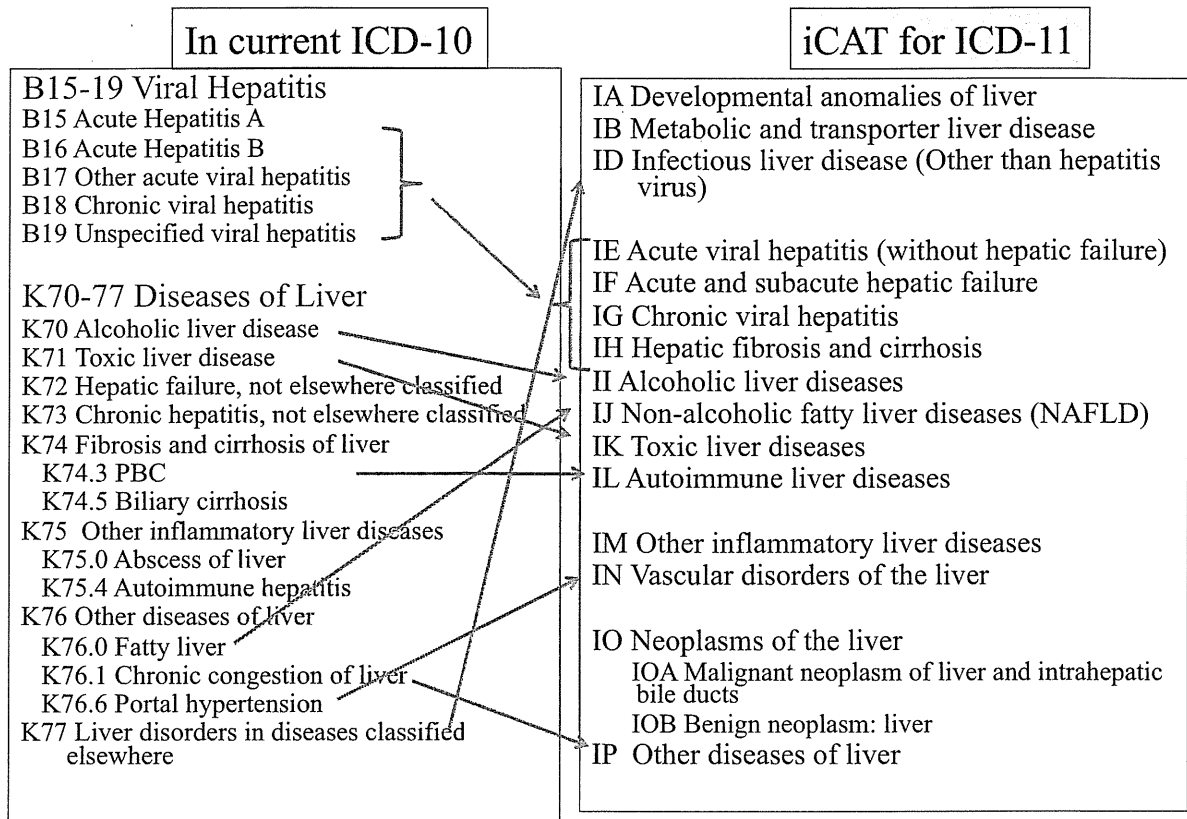 In current ICD-10
B15-19 Viral Hepatitis
B15 Acute Hepatitis A
B16 Acute Hepatitis B
B17 Other acute viral hepatitis
B18 Chronic viral hepatitis
B19 Unspecified viral hepatitis
K70-77 Diseases of Liver
K70 Alcoholic liver disease
K71 Toxic liver disease
K72 Hepatic failure, not elsewhere classified
K73 Chronic hepatitis, not elsewhere classified
K74 Fibrosis and cirrhosis of liver
K74.3 PBC
K74.5 Biliary cirrhosis
K75 Other inflammatory liver diseases
K75.0 Abscess of liver
K75.4 Autoimmune hepatitis
K76 Other diseases of liver
K76.0 Fatty liver
K76.1 Chronic congestion of liver
K76.6 Portal hypertension
K77 Liver disorders in diseases classified
elsewhere
iCAT for ICD-11
IA Developmental anomalies of liver
IB Metabolic and transporter liver disease
ID Infectious liver disease (Other than hepatitis
virus)
IE Acute viral hepatitis (without hepatic failure)
IF Acute and subacute hepatic failure
IG Chronic viral hepatitis
IH Hepatic fibrosis and cirrhosis
II Alcoholic liver diseases
IJ Non-alcoholic fatty liver diseases (NAFLD)
IK Toxic liver diseases
IL Autoimmune liver diseases
IM Other inflammatory liver diseases
IN Vascular disorders of the liver
IO Neoplasms of the liver
IOA Malignant neoplasm of liver and intrahepatic
bile ducts
IOB Benign neoplasm: liver
IP Other diseases of liver